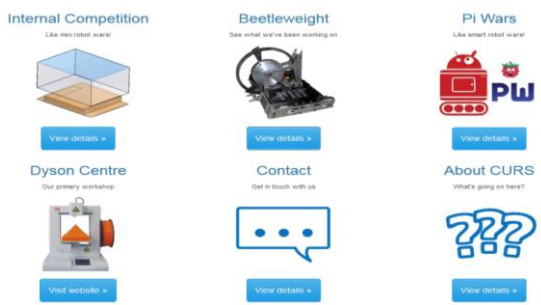 Internal Competition
Like mini robot wars!
View details »
Beetleweight
See what we've been working on
View details »
Pi Wars
Like smart robot wars!
PW
View details »
Dyson Centre
Our primary workshop
Visit website »
Contact
Get in touch with us
View details »
About CURS
What's going on here?
???
View details »